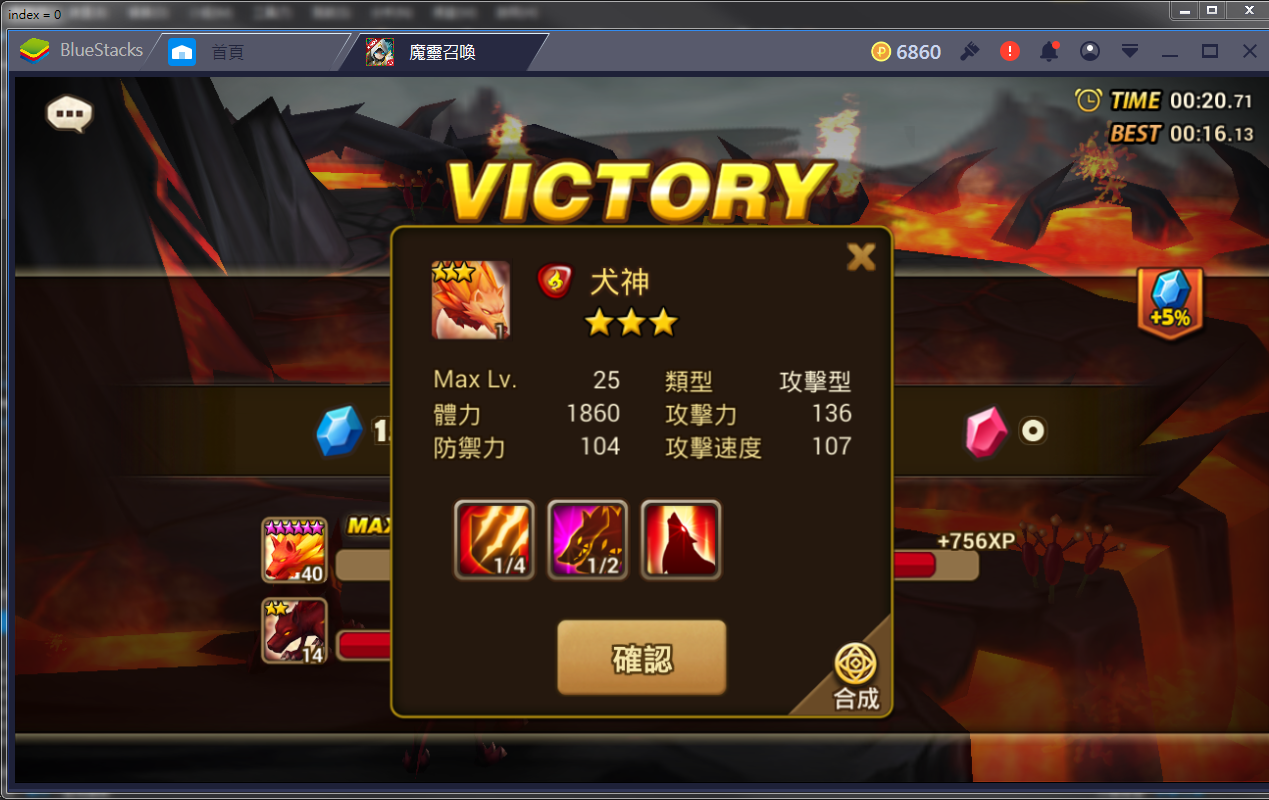 index = 0
BlueStacks
首頁
魔靈召喚
6860
TIME 00:20.71
BEST 00:16.13
VICTORY
犬神
1
+5%
Max Lv. 25 類型 攻擊型
體力 1860 攻擊力 136
防禦力 104 攻擊速度 107
0
MAX
40
+756XP
1/4
1/2
14
確認
合成